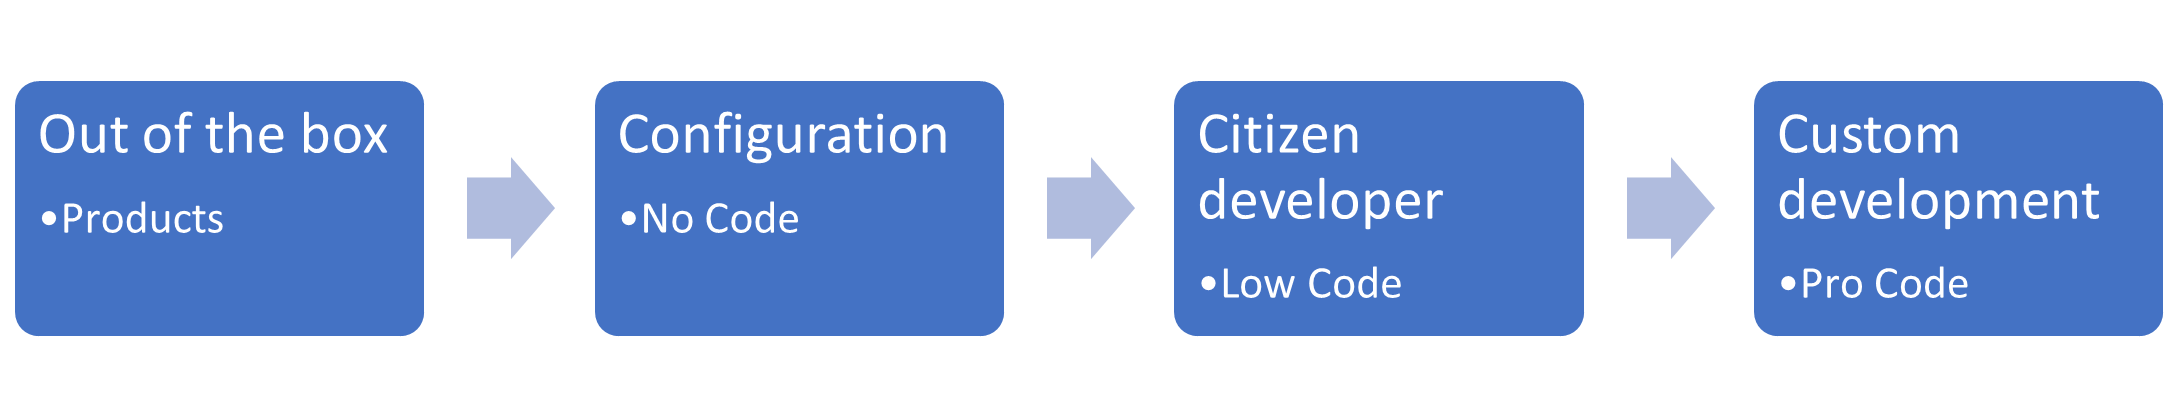 Out of the box
•Products
Configuration
•No Code
Citizen
developer
•Low Code
Custom
development
•Pro Code